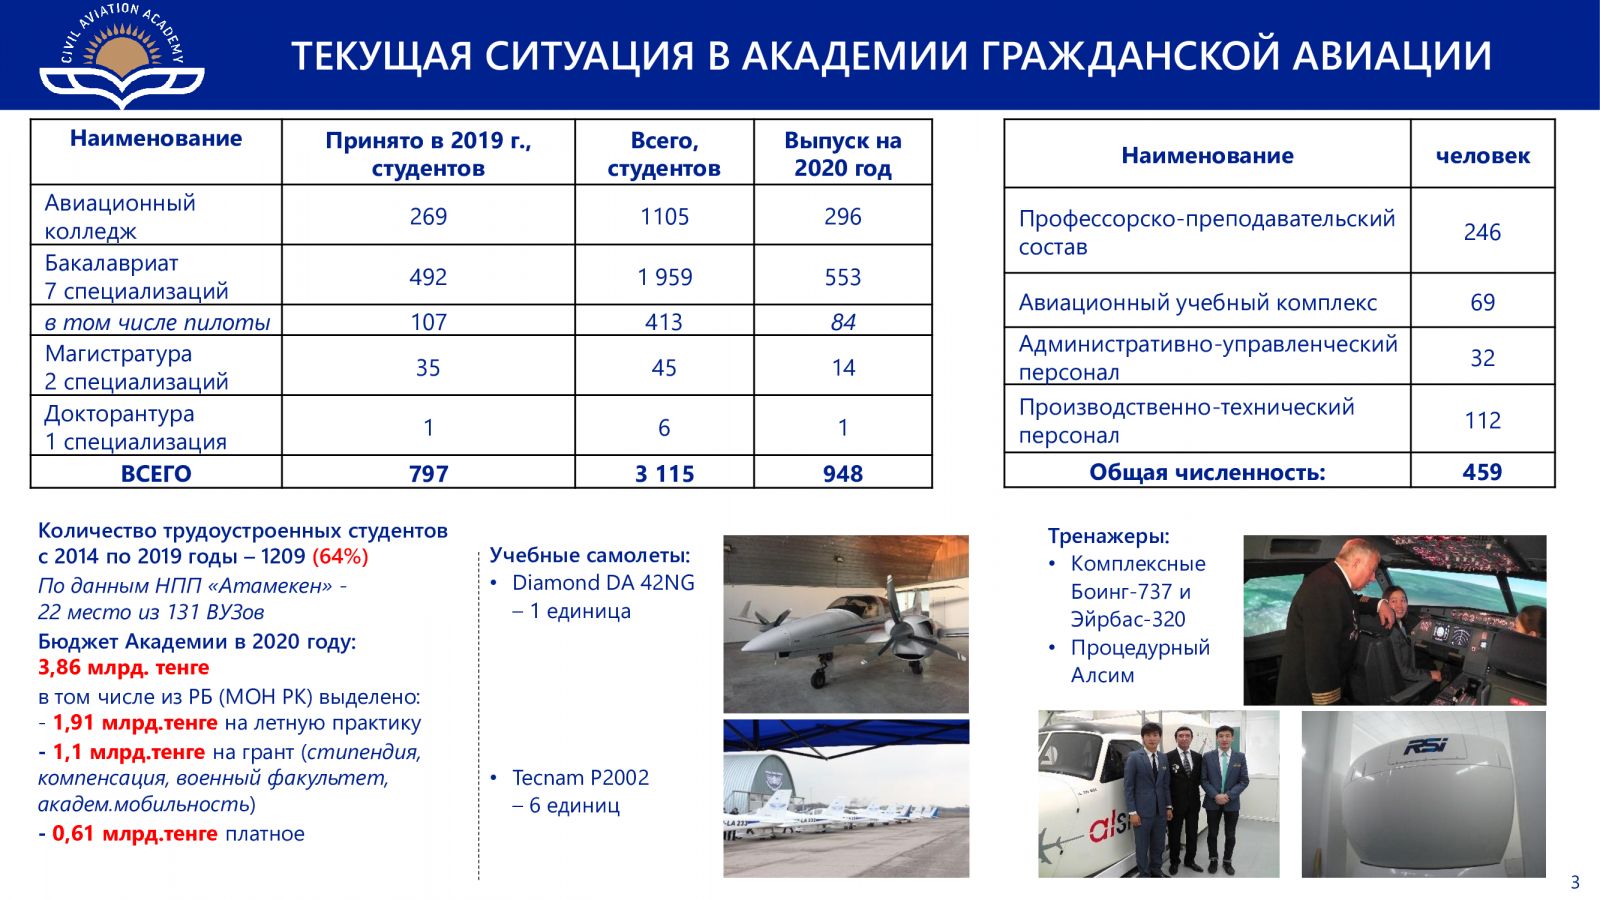 CIVIL AVIATION ACADEMY
ТЕКУЩАЯ СИТУАЦИЯ В АКАДЕМИИ ГРАЖДАНСКОЙ АВИАЦИИ
Наименование
Принято в 2019 г.,
студентов
Всего,
студентов
Выпуск на
2020 год
Авиационный
колледж
269
1105
296
Бакалавриат
7 специализаций
492
1 959
553
в том числе пилоты
107
413
84
Магистратура
2 специализаций
35
45
14
Докторантура
1 специализация
1
6
1
ВСЕГО
797
3 115
948
Наименование
человек
Профессорско-преподавательский
состав
246
Авиационный учебный комплекс
69
Административно-управленческий
персонал
32
Производственно-технический
персонал
112
Общая численность:
459
Количество трудоустроенных студентов
с 2014 по 2019 годы – 1209 (64%)
По данным НПП «Атамекен» -
22 место из 131 ВУЗов
Бюджет Академии в 2020 году:
3,86 млрд. тенге
в том числе из РБ (МОН РК) выделено:
- 1,91 млрд.тенге на летную практику
- 1,1 млрд.тенге на грант (стипендия,
компенсация, военный факультет,
академ.мобильность)
- 0,61 млрд.тенге платное
Учебные самолеты:
• Diamond DA 42NG
– 1 единица
• Tecnam P2002
– 6 единиц
Тренажеры:
• Комплексные
Боинг-737 и
Эйрбас-320
• Процедурный
Алсим
RSi
3